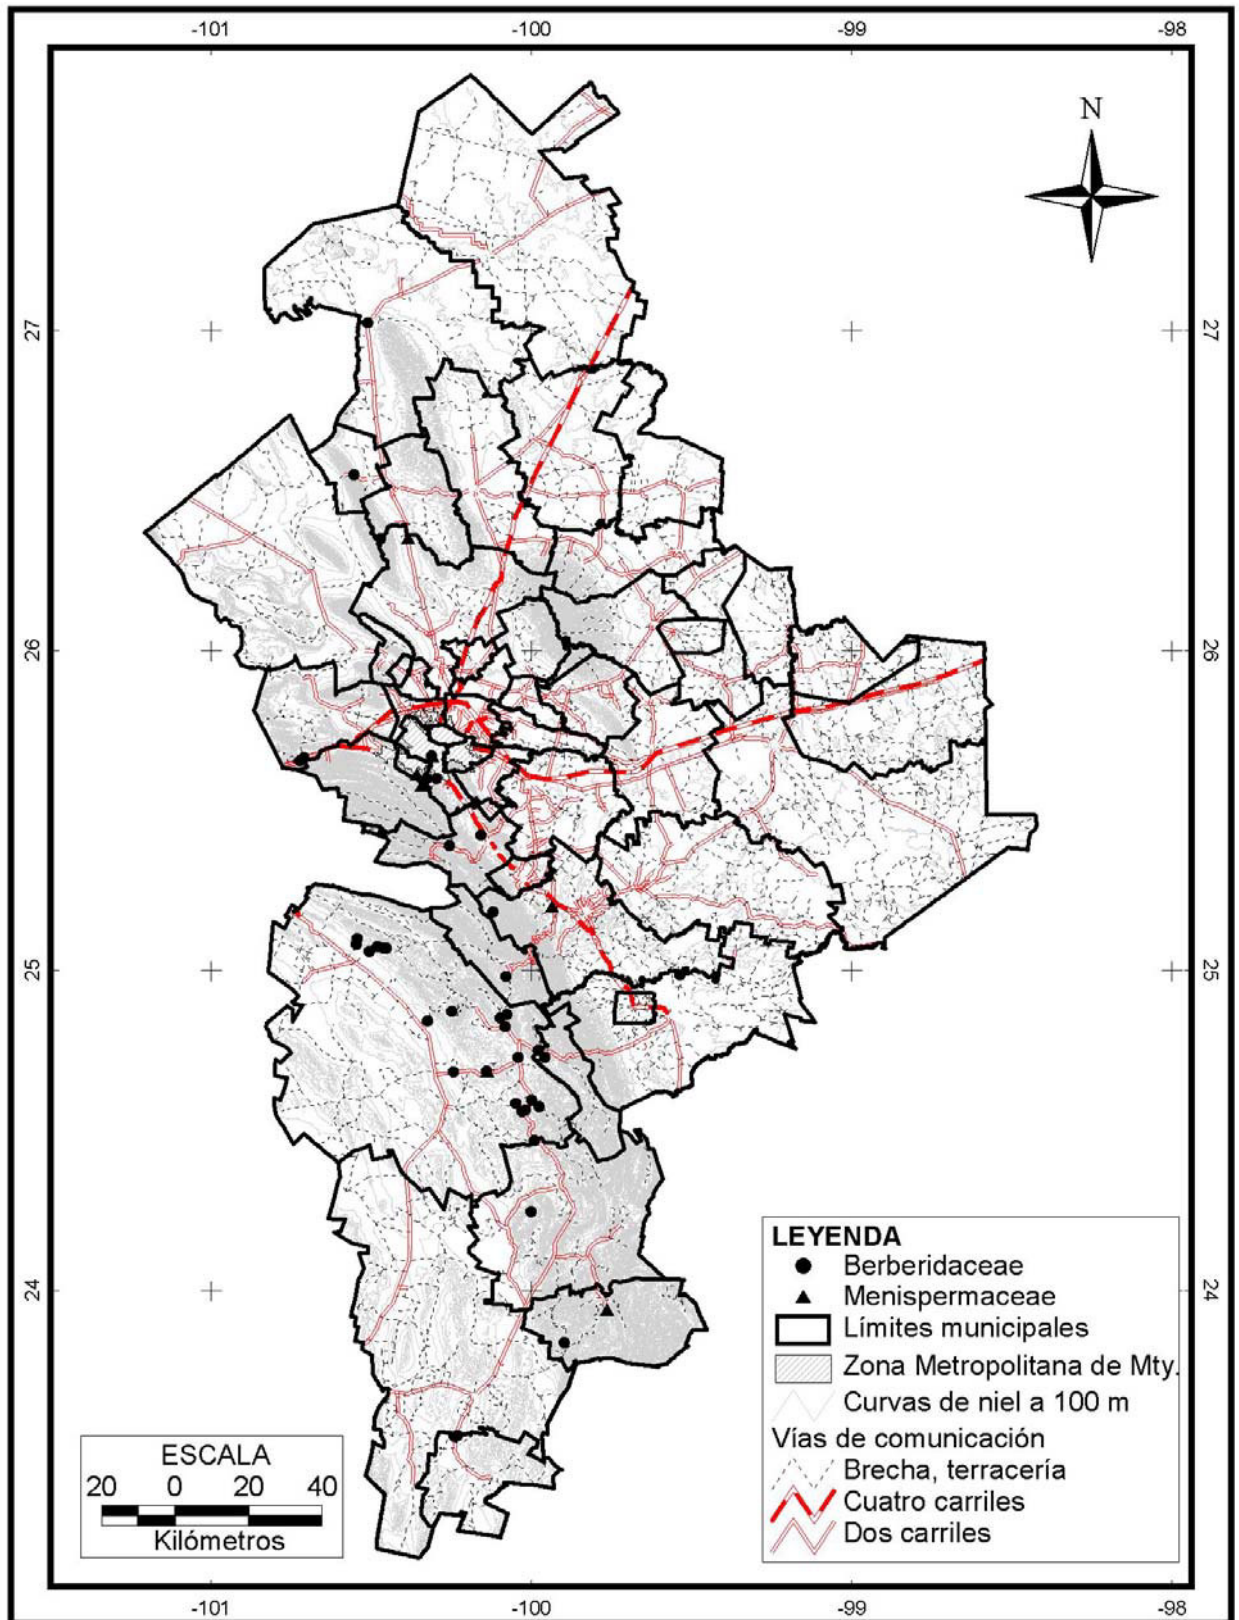 -101 -100 -99 -98
N
27 27
26 26
25 25
24 24
LEYENDA
Berberidaceae
Menispermaceae
Límites municipales
Zona Metropolitana de Mty.
Curvas de niel a 100 m
Vías de comunicación
Brecha, terracería
Cuatro carriles
Dos carriles
ESCALA
20 0 20 40
Kilómetros
-101 -100 -99 -98